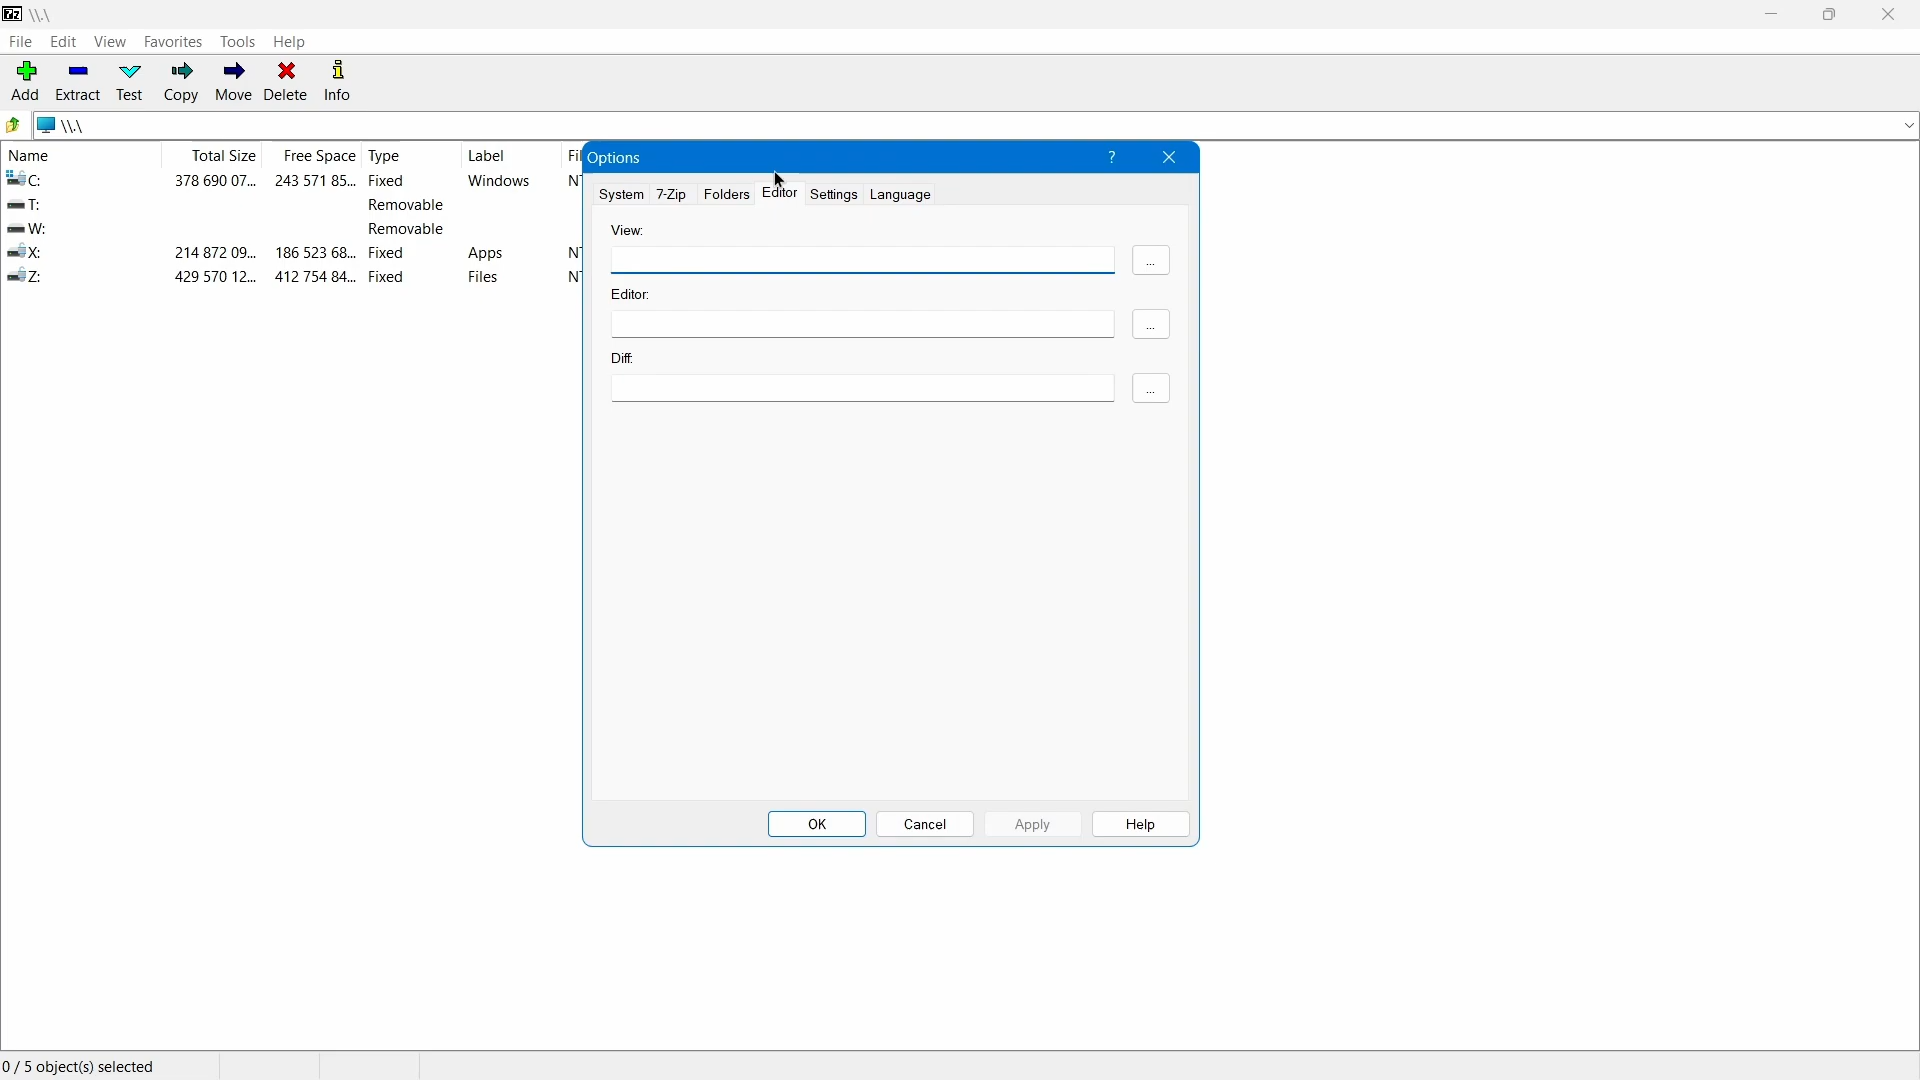 7z \\.\
File Edit View Favorites Tools Help
Add Extract Test Copy Move Delete Info
\\.\
Name Total Size Free Space Type Label
C: 378 690 07... 243 571 85... Fixed Windows
T: Removable
W: Removable
X: 214 872 09... 186 523 68... Fixed Apps
Z: 429 570 12... 412 754 84... Fixed Files
Options ?
System 7-Zip Folders Editor Settings Language
View:
...
Editor:
...
Diff:
...
OK Cancel Apply Help
0 / 5 object(s) selected